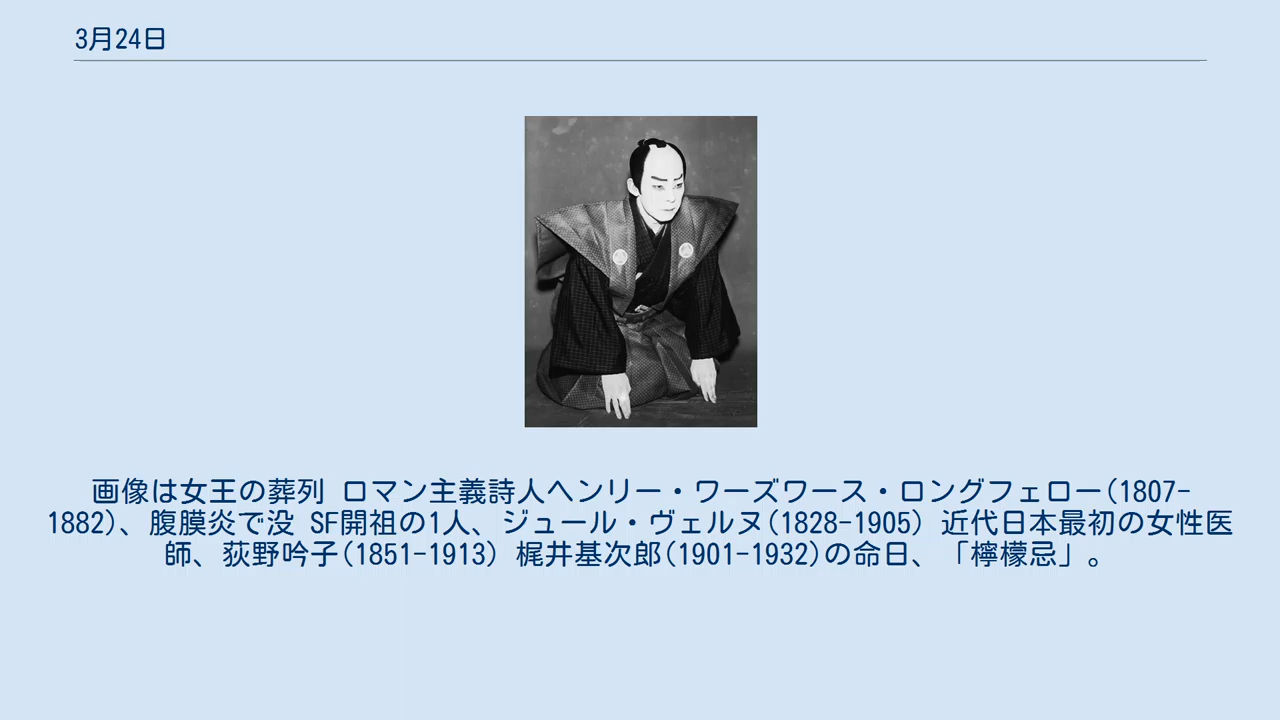 3月24日
画像は女王の葬列 ロマン主義詩人ヘンリー・ワーズワース・ロングフェロー(1807-
1882)、腹膜炎で没 SF開祖の1人、ジュール・ヴェルヌ(1828-1905) 近代日本最初の女性医
師、荻野吟子(1851-1913) 梶井基次郎(1901-1932)の命日、「檸檬忌」。